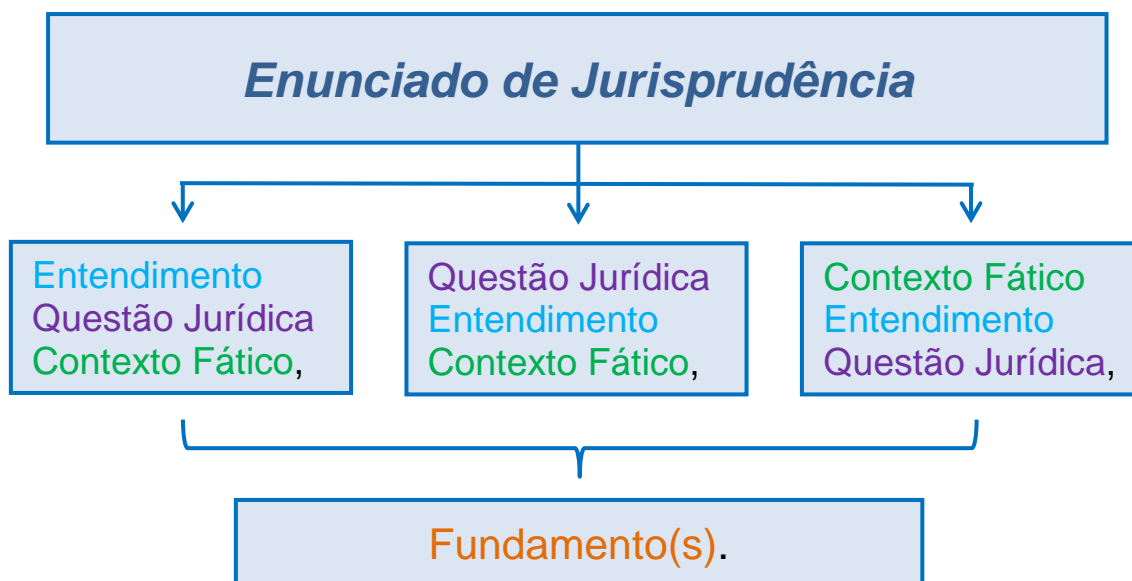 Enunciado de Jurisprudência
Entendimento
Questão Jurídica
Contexto Fático,
Questão Jurídica
Entendimento
Contexto Fático,
Contexto Fático
Entendimento
Questão Jurídica,
Fundamento(s).